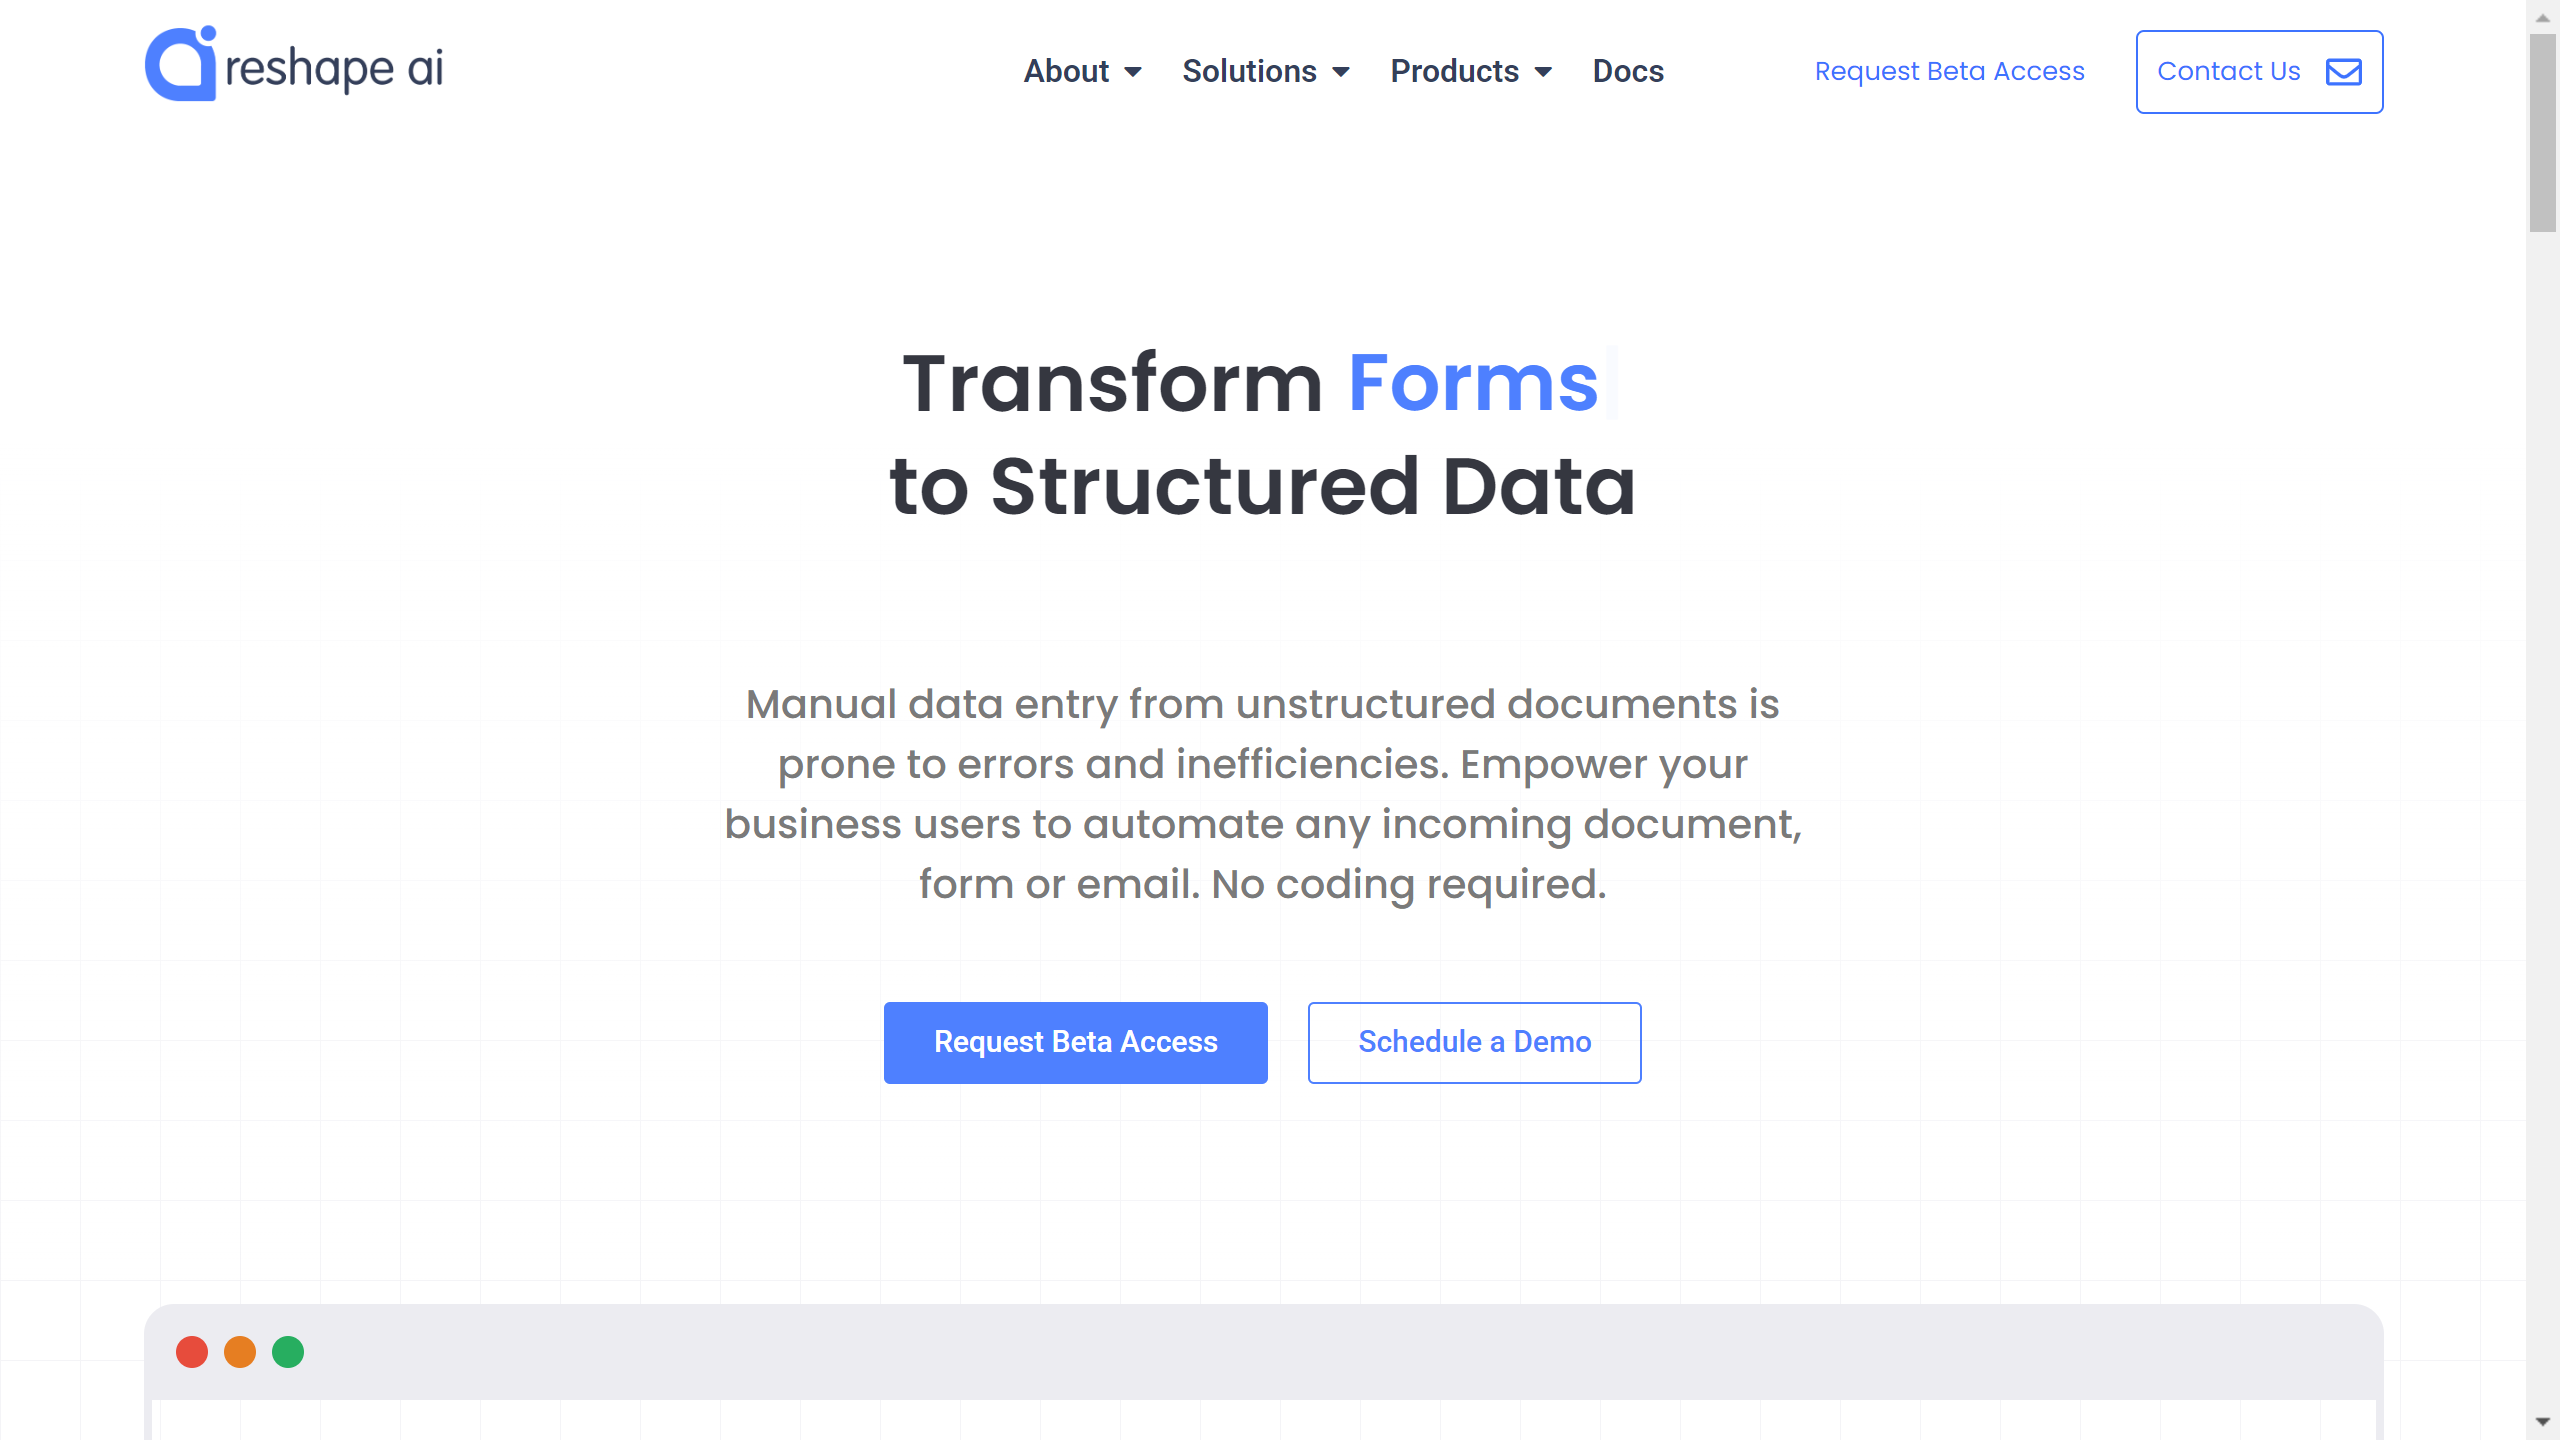 reshape ai
About
Solutions
Products
Docs
Request Beta Access
Contact Us
Transform Forms
to Structured Data
Manual data entry from unstructured documents is
prone to errors and inefficiencies. Empower your
business users to automate any incoming document,
form or email. No coding required.
Request Beta Access
Schedule a Demo